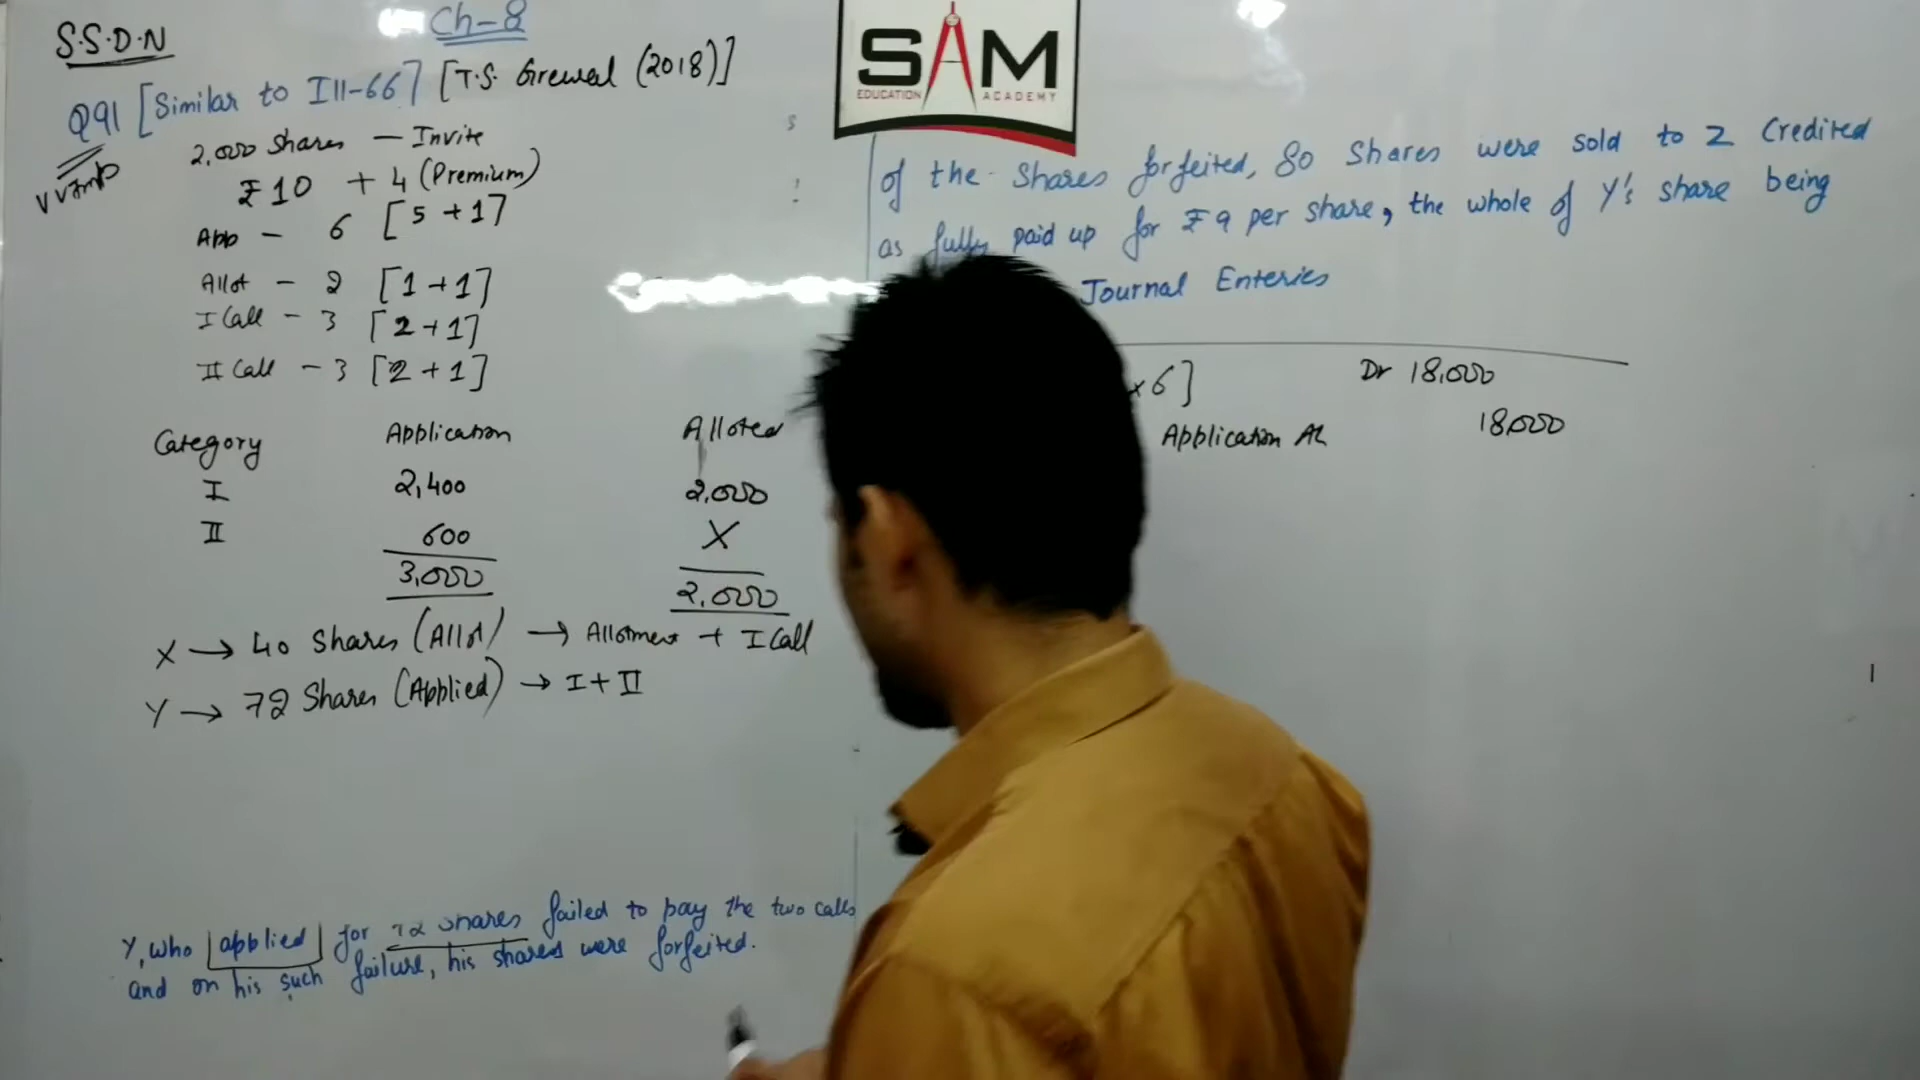 S.S.D.N
Ch-8
Q91 [Similar to Ill-66] [T.S. Grewal (2018)]
VVImp
2,000 Shares — Invite
₹10 + 4 (Premium)
App — 6 [5+1]
Allot — 2 [1+1]
I Call — 3 [2+1]
II Call — 3 [2+1]
Category Application Alloted
I 2,400 2,000
II 600 X
3,000 2,000
X → 40 Shares (Allot) → Allotment + I Call
Y → 72 Shares (Applied) → I + II
Y, who applied for 72 shares failed to pay the two calls
and on his such failure, his shares were forfeited.
SAM
EDUCATION ACADEMY
of the Shares forfeited, 80 Shares were sold to Z Credited
as fully paid up for ₹9 per share, the whole of Y's share being
Journal Enteries
×6] Dr 18,000
Application A/c 18,000